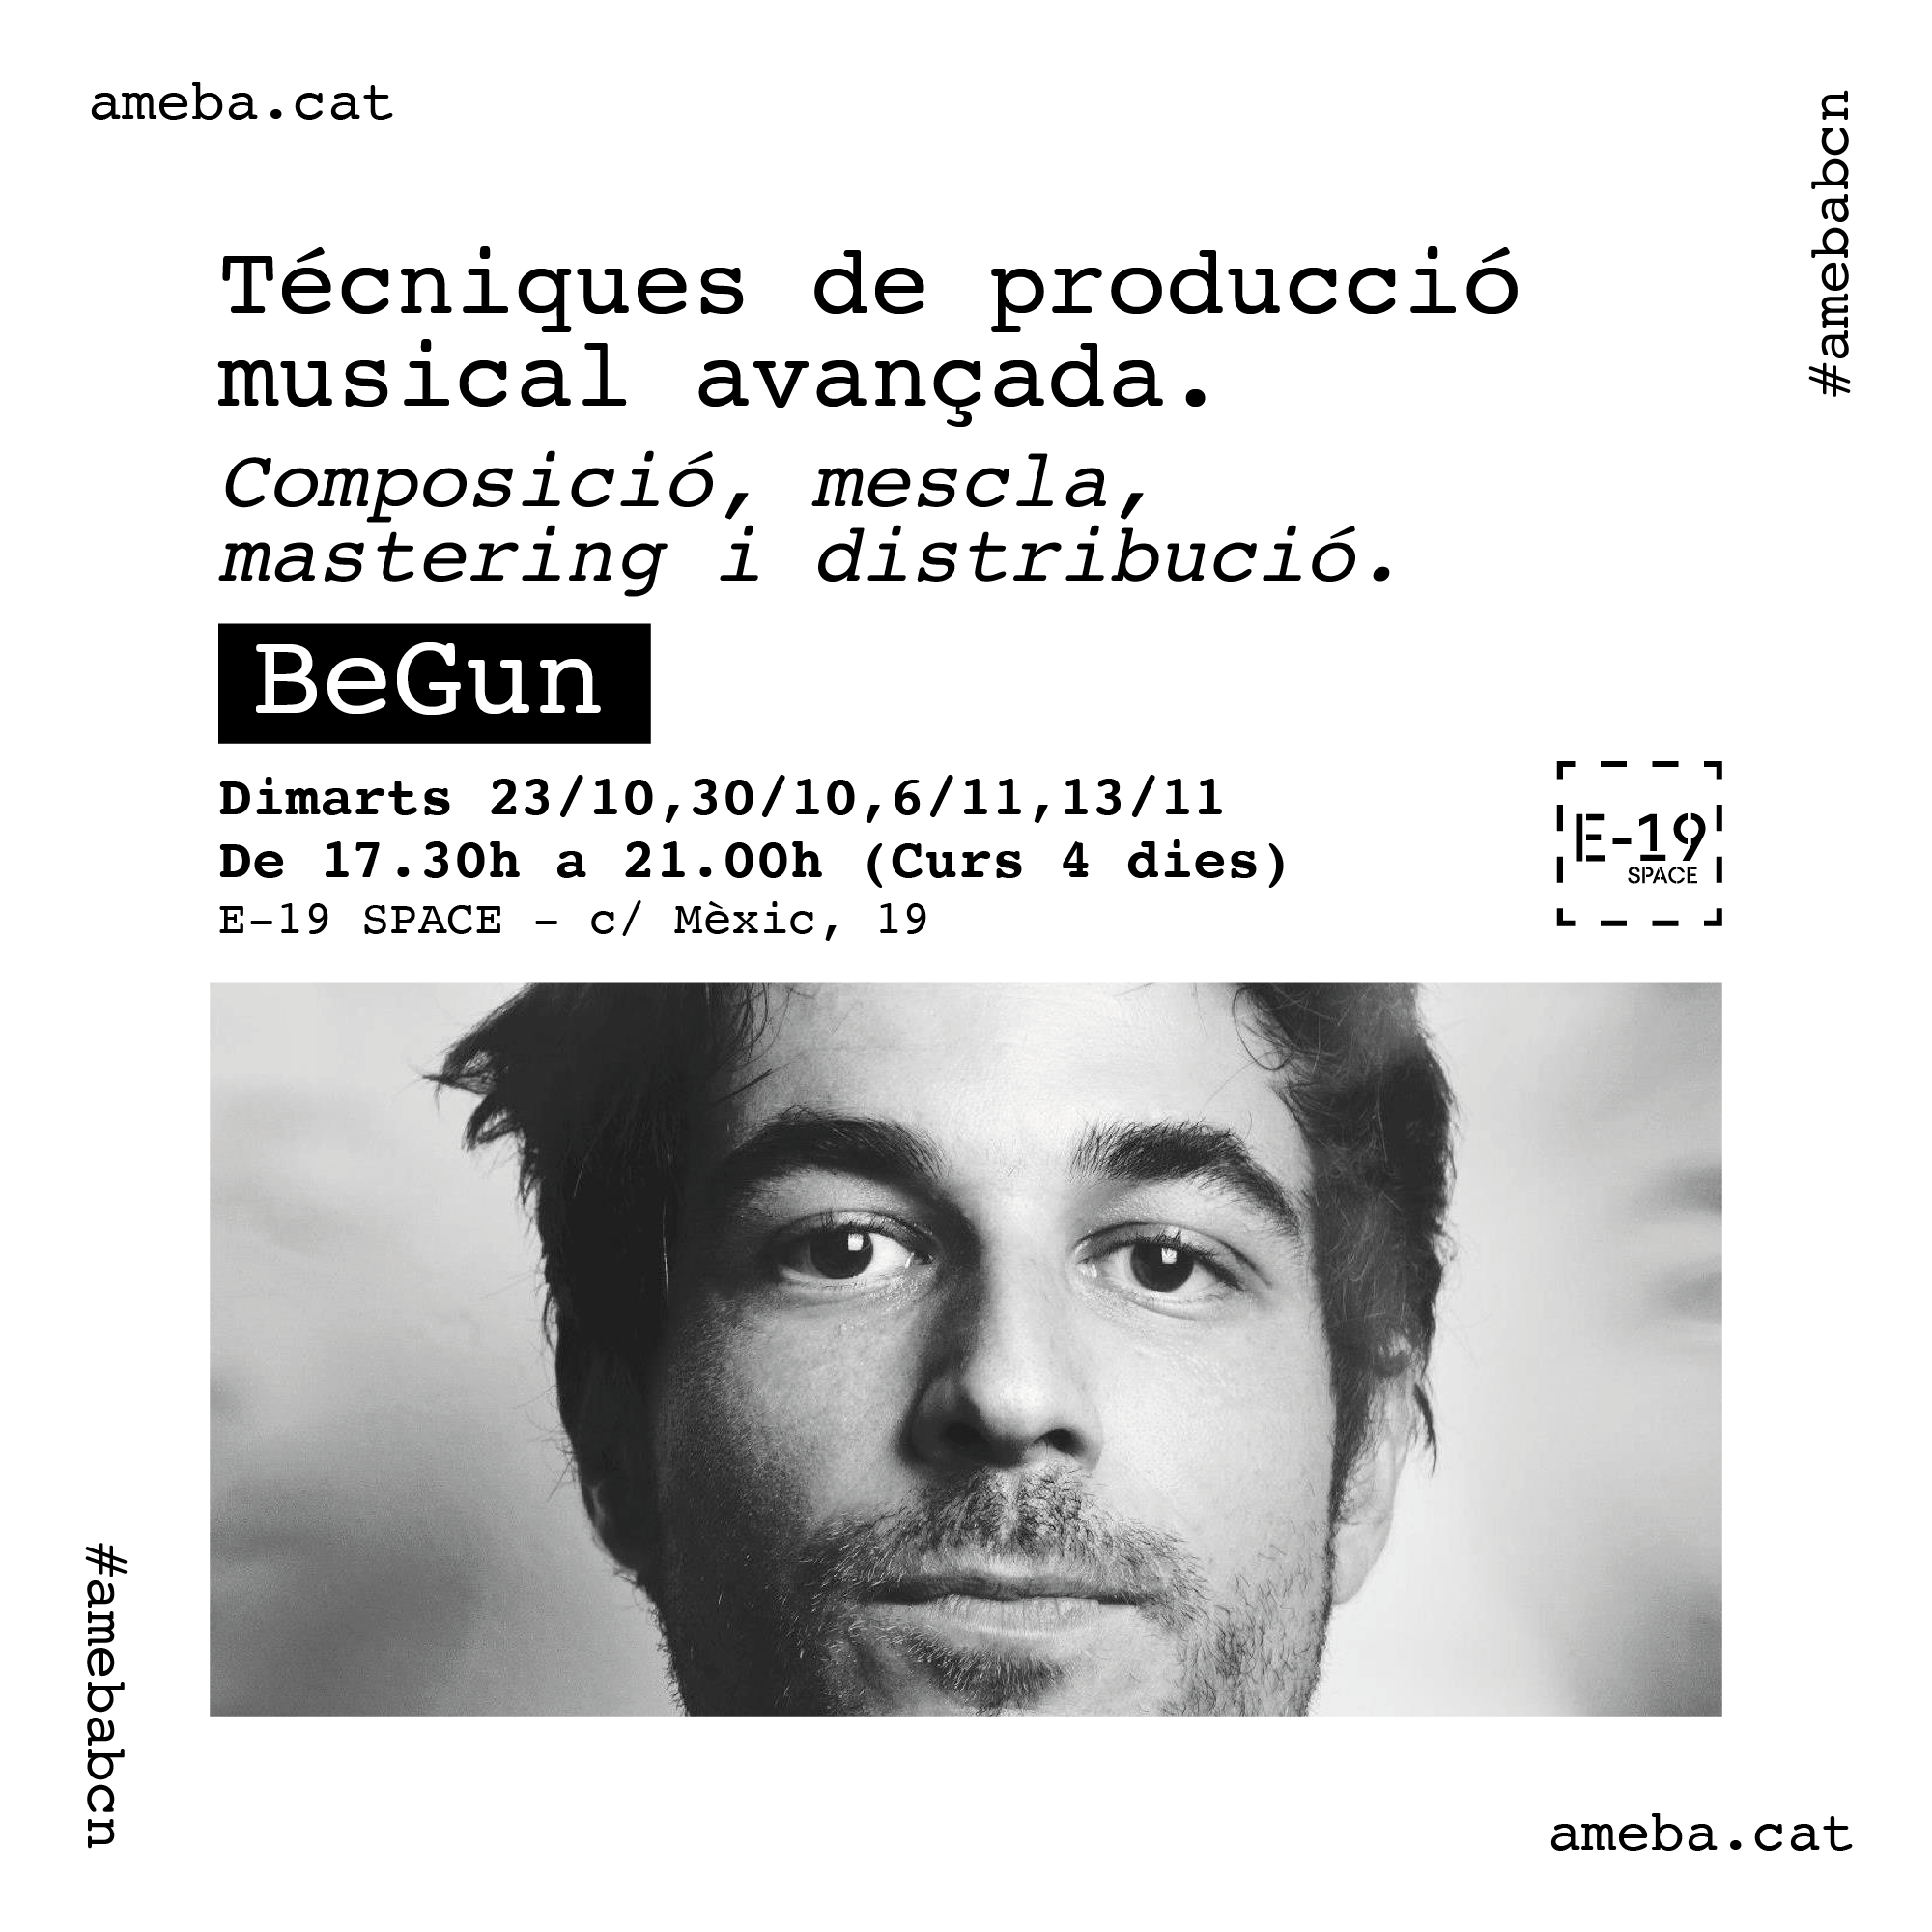 ameba.cat
#amebabcn
Técniques de producció
musical avançada.
Composició, mescla,
mastering i distribució.
BeGun
Dimarts 23/10,30/10,6/11,13/11
De 17.30h a 21.00h (Curs 4 dies)
E-19 SPACE - c/ Mèxic, 19
E-19
SPACE
#amebabcn
ameba.cat